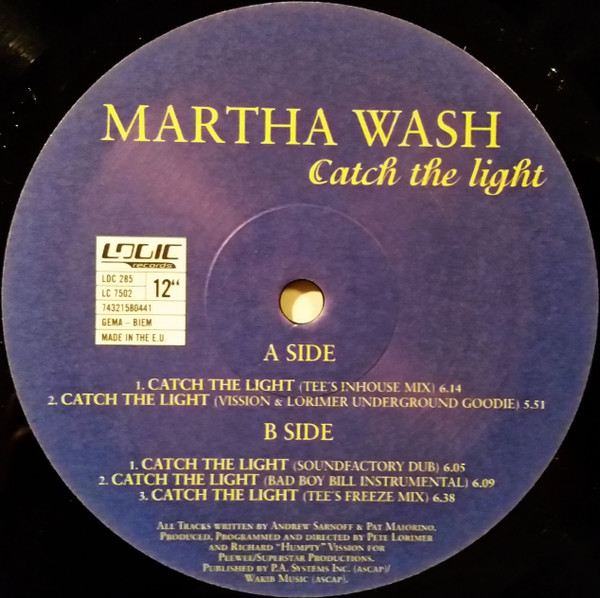 MARTHA WASH
Catch the light
LOGIC
records
LOC 285
LC 7502
12"
74321580441
GEMA - BIEM
MADE IN THE E.U.
A SIDE
1. CATCH THE LIGHT (TEE'S INHOUSE MIX) 6.14
2. CATCH THE LIGHT (VISSION & LORIMER UNDERGROUND GOODIE) 5.51
B SIDE
1. CATCH THE LIGHT (SOUNDFACTORY DUB) 6.05
2. CATCH THE LIGHT (BAD BOY BILL INSTRUMENTAL) 6.09
3. CATCH THE LIGHT (TEE'S FREEZE MIX) 6.38
ALL TRACKS WRITTEN BY ANDREW SARNOFF & PAT MAIORINO.
PRODUCED, PROGRAMMED AND DIRECTED BY PETE LORIMER
AND RICHARD "HUMPTY" VISSION FOR
PEEWEE/SUPERSTAR PRODUCTIONS.
PUBLISHED BY P.A. SYSTEMS INC. (ASCAP)/
WAKIB MUSIC (ASCAP).